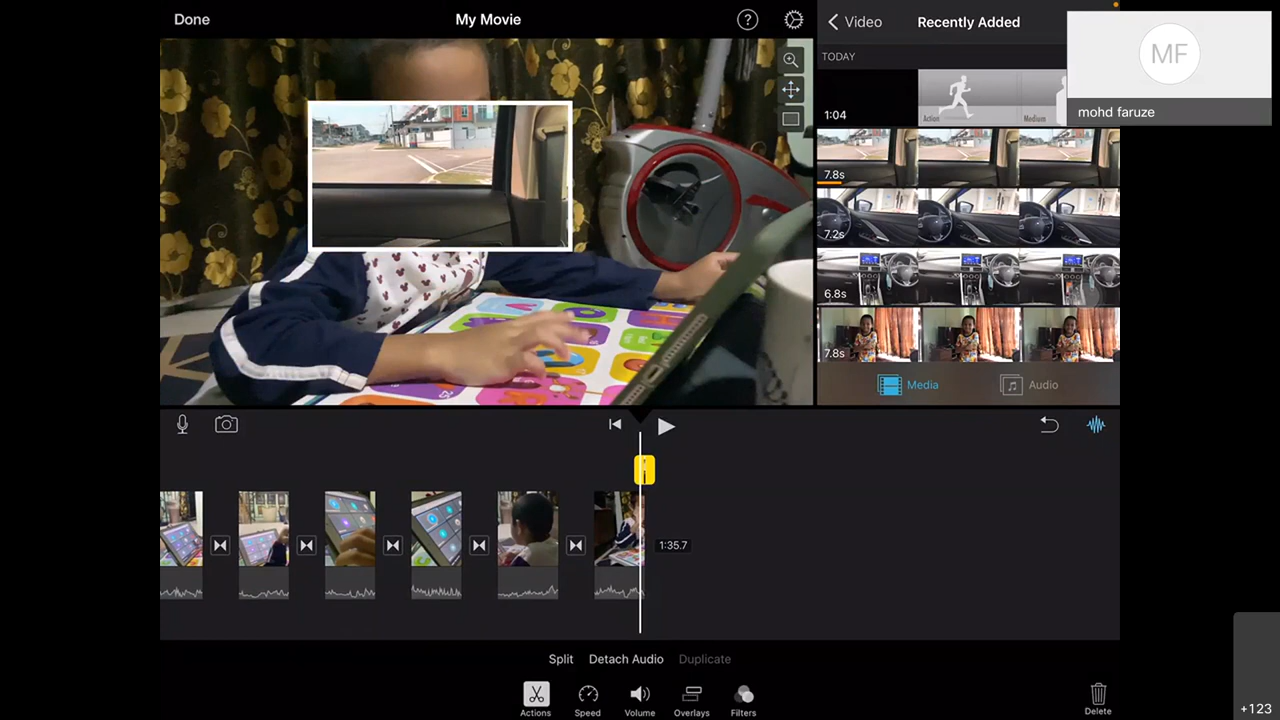 Done
My Movie
?
Video
Recently Added
MF
mohd faruze
TODAY
1:04
Action
Medium
7.8s
7.2s
6.8s
7.8s
Media
Audio
1:35.7
Split
Detach Audio
Duplicate
Actions
Speed
Volume
Overlays
Filters
Delete
+123